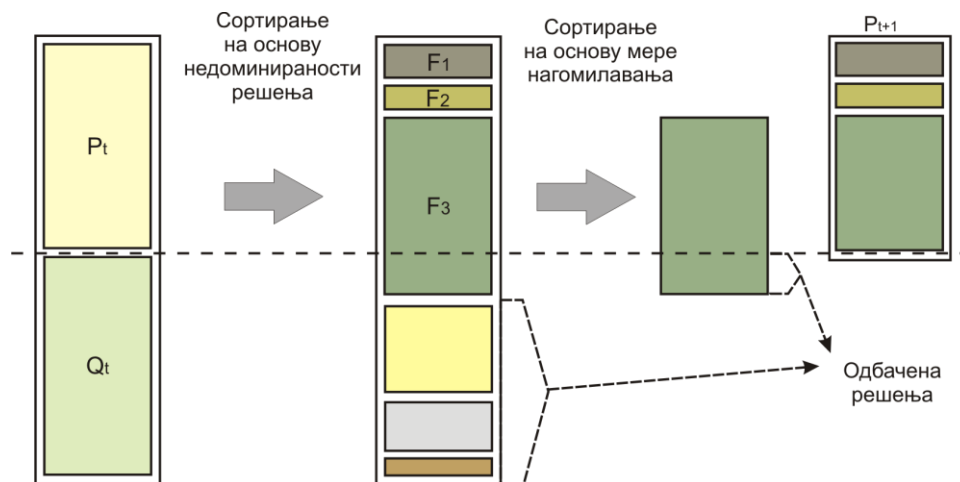 Сортирање
на основу
недоминираности
решења
Сортирање
на основу мере
нагомилавања
Pt+1
F1
F2
Pt
F3
Qt
Одбачена
решења